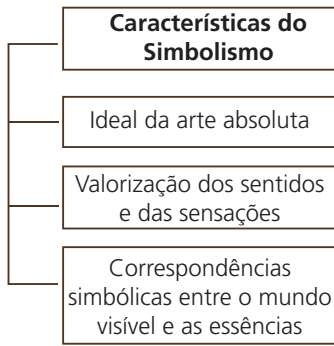 Características do
Simbolismo
Ideal da arte absoluta
Valorização dos sentidos
e das sensações
Correspondências
simbólicas entre o mundo
visível e as essências